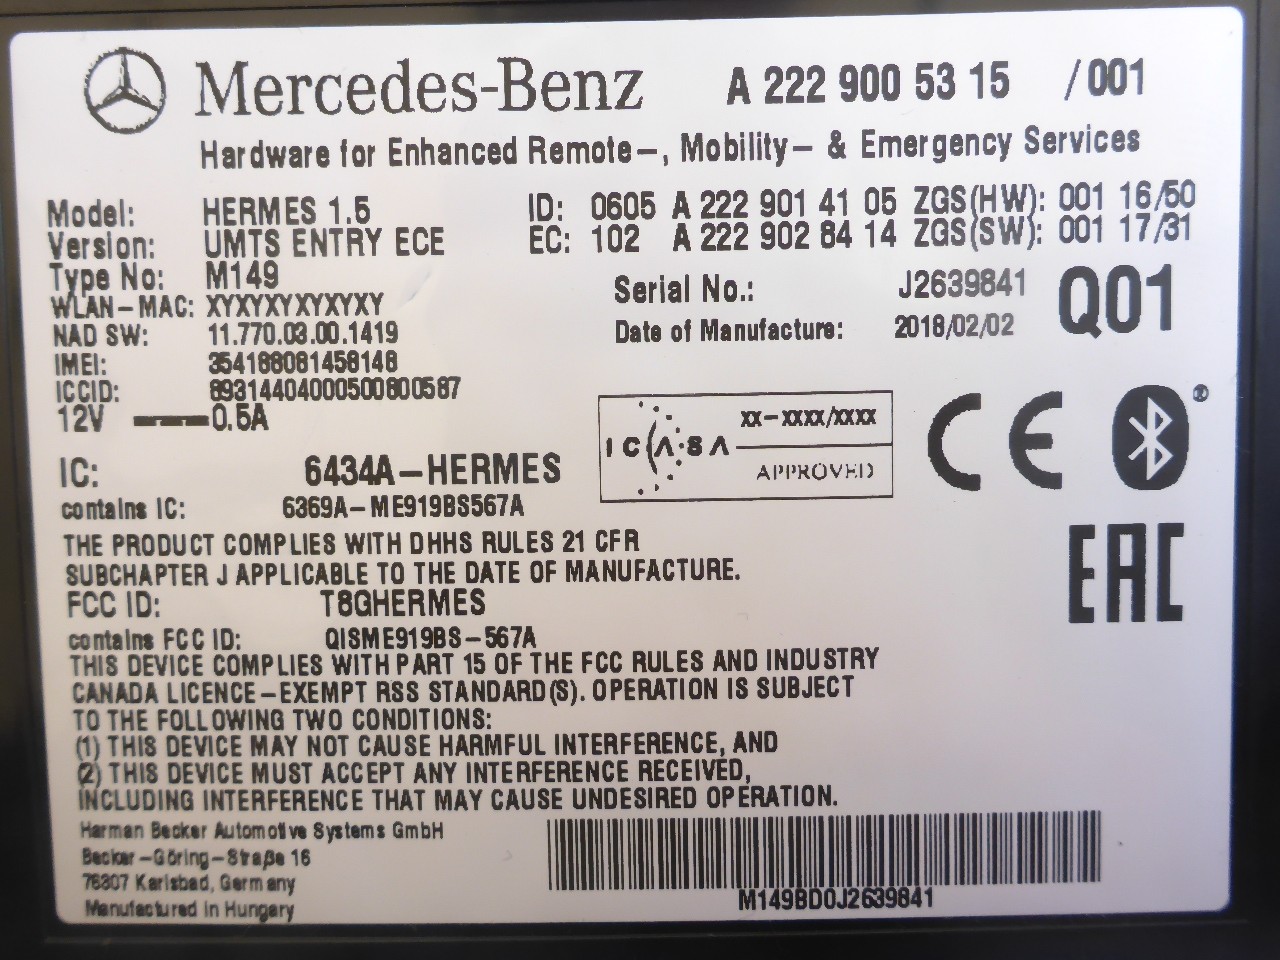 Mercedes-Benz A 222 900 53 15 /001
Hardware for Enhanced Remote-, Mobility- & Emergency Services
Model: HERMES 1.5 ID: 0605 A 222 901 41 05 ZGS(HW): 001 16/50
Version: UMTS ENTRY ECE EC: 102 A 222 902 84 14 ZGS(SW): 001 17/31
Type No: M149
WLAN-MAC: XYXYXYXYXYXY
Serial No.: J2639841 Q01
NAD SW: 11.770.03.00.1419
Date of Manufacture: 2018/02/02
IMEI: 354188081458148
ICCID: 89314404000500800587
12V 0.5A
ICASA XX-XXXX/XXXX
APPROVED
CE
IC: 6434A-HERMES
contains IC: 6369A-ME919BS567A
EAC
THE PRODUCT COMPLIES WITH DHHS RULES 21 CFR
SUBCHAPTER J APPLICABLE TO THE DATE OF MANUFACTURE.
FCC ID: T8GHERMES
contains FCC ID: QISME919BS-567A
THIS DEVICE COMPLIES WITH PART 15 OF THE FCC RULES AND INDUSTRY
CANADA LICENCE-EXEMPT RSS STANDARD(S). OPERATION IS SUBJECT
TO THE FOLLOWING TWO CONDITIONS:
(1) THIS DEVICE MAY NOT CAUSE HARMFUL INTERFERENCE, AND
(2) THIS DEVICE MUST ACCEPT ANY INTERFERENCE RECEIVED,
INCLUDING INTERFERENCE THAT MAY CAUSE UNDESIRED OPERATION.
Harman Becker Automotive Systems GmbH
Becker-Göring-Straße 16
76307 Karlsbad, Germany
Manufactured in Hungary
M149BD0J2639841